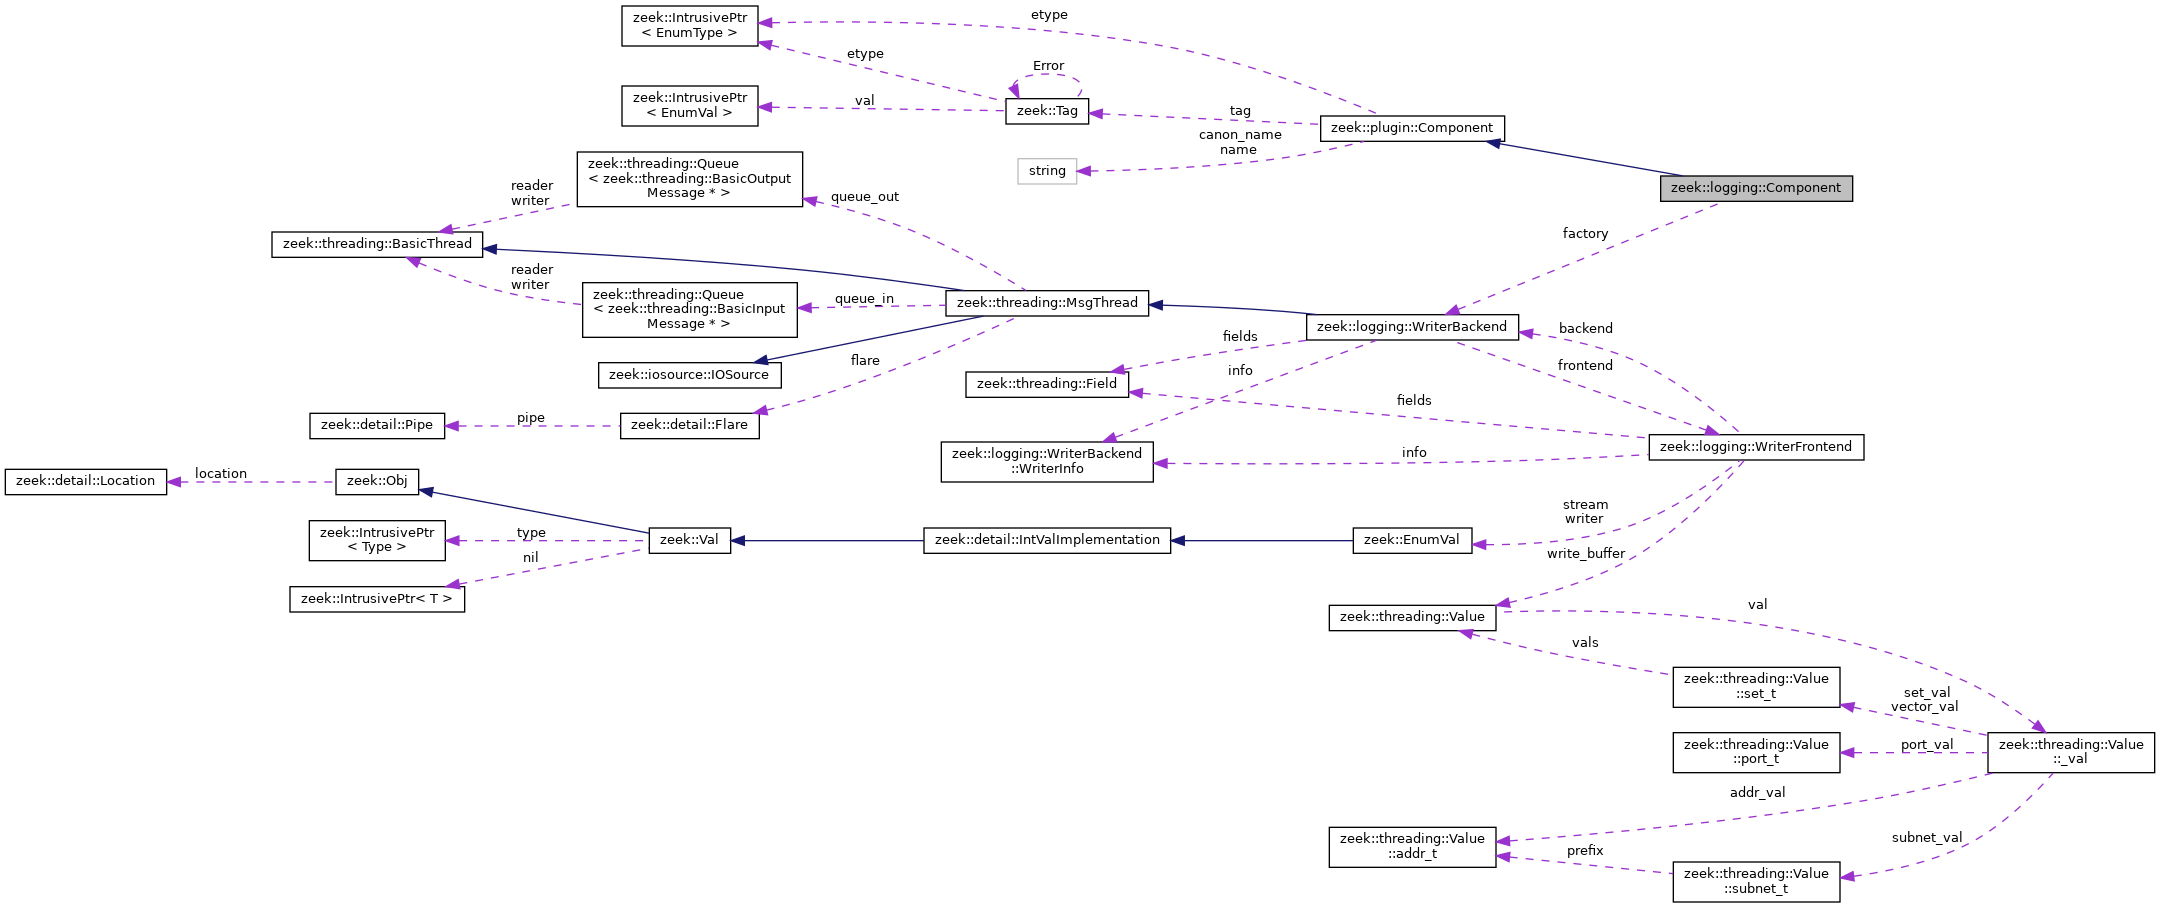 zeek::IntrusivePtr
< EnumType >
etype
etype
Error
zeek::IntrusivePtr
< EnumVal >
val
zeek::Tag
tag
zeek::plugin::Component
canon_name
name
string
zeek::threading::Queue
< zeek::threading::BasicOutput
Message * >
reader
writer
queue_out
zeek::logging::Component
factory
zeek::threading::BasicThread
reader
writer
zeek::threading::Queue
< zeek::threading::BasicInput
Message * >
queue_in
zeek::threading::MsgThread
zeek::logging::WriterBackend
backend
fields
frontend
zeek::iosource::IOSource
flare
info
zeek::threading::Field
fields
zeek::detail::Pipe
pipe
zeek::detail::Flare
zeek::logging::WriterBackend
::WriterInfo
info
zeek::logging::WriterFrontend
zeek::detail::Location
location
zeek::Obj
stream
writer
zeek::IntrusivePtr
< Type >
type
nil
zeek::Val
zeek::detail::IntValImplementation
zeek::EnumVal
write_buffer
zeek::IntrusivePtr< T >
zeek::threading::Value
val
vals
zeek::threading::Value
::set_t
set_val
vector_val
zeek::threading::Value
::port_t
port_val
zeek::threading::Value
::_val
addr_val
zeek::threading::Value
::addr_t
prefix
subnet_val
zeek::threading::Value
::subnet_t